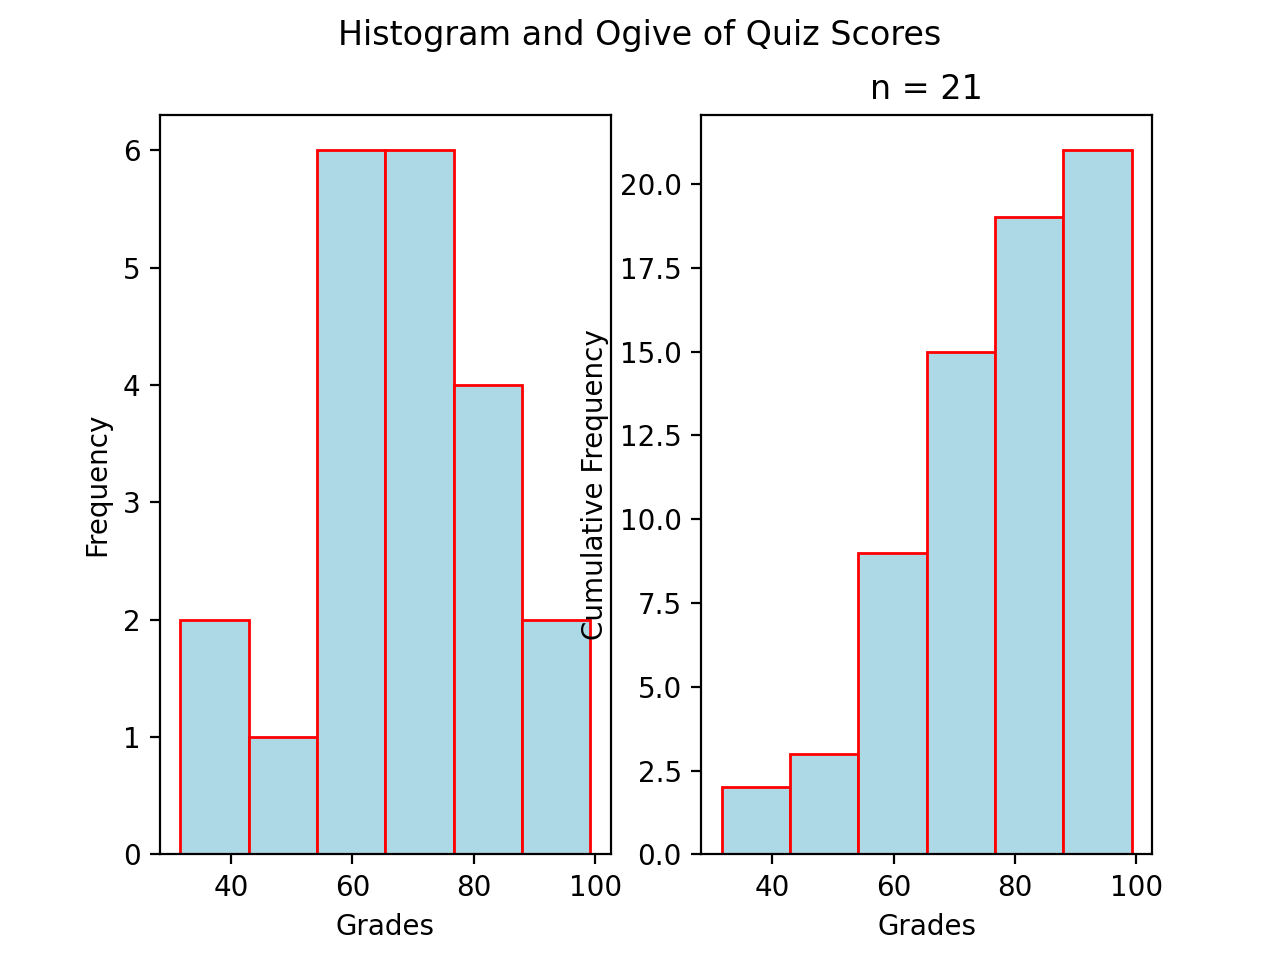 Histogram and Ogive of Quiz Scores
6
5
4
3
2
1
0
Frequency
40 60 80 100
Grades
n = 21
20.0
17.5
15.0
12.5
10.0
7.5
5.0
2.5
0.0
Cumulative Frequency
40 60 80 100
Grades